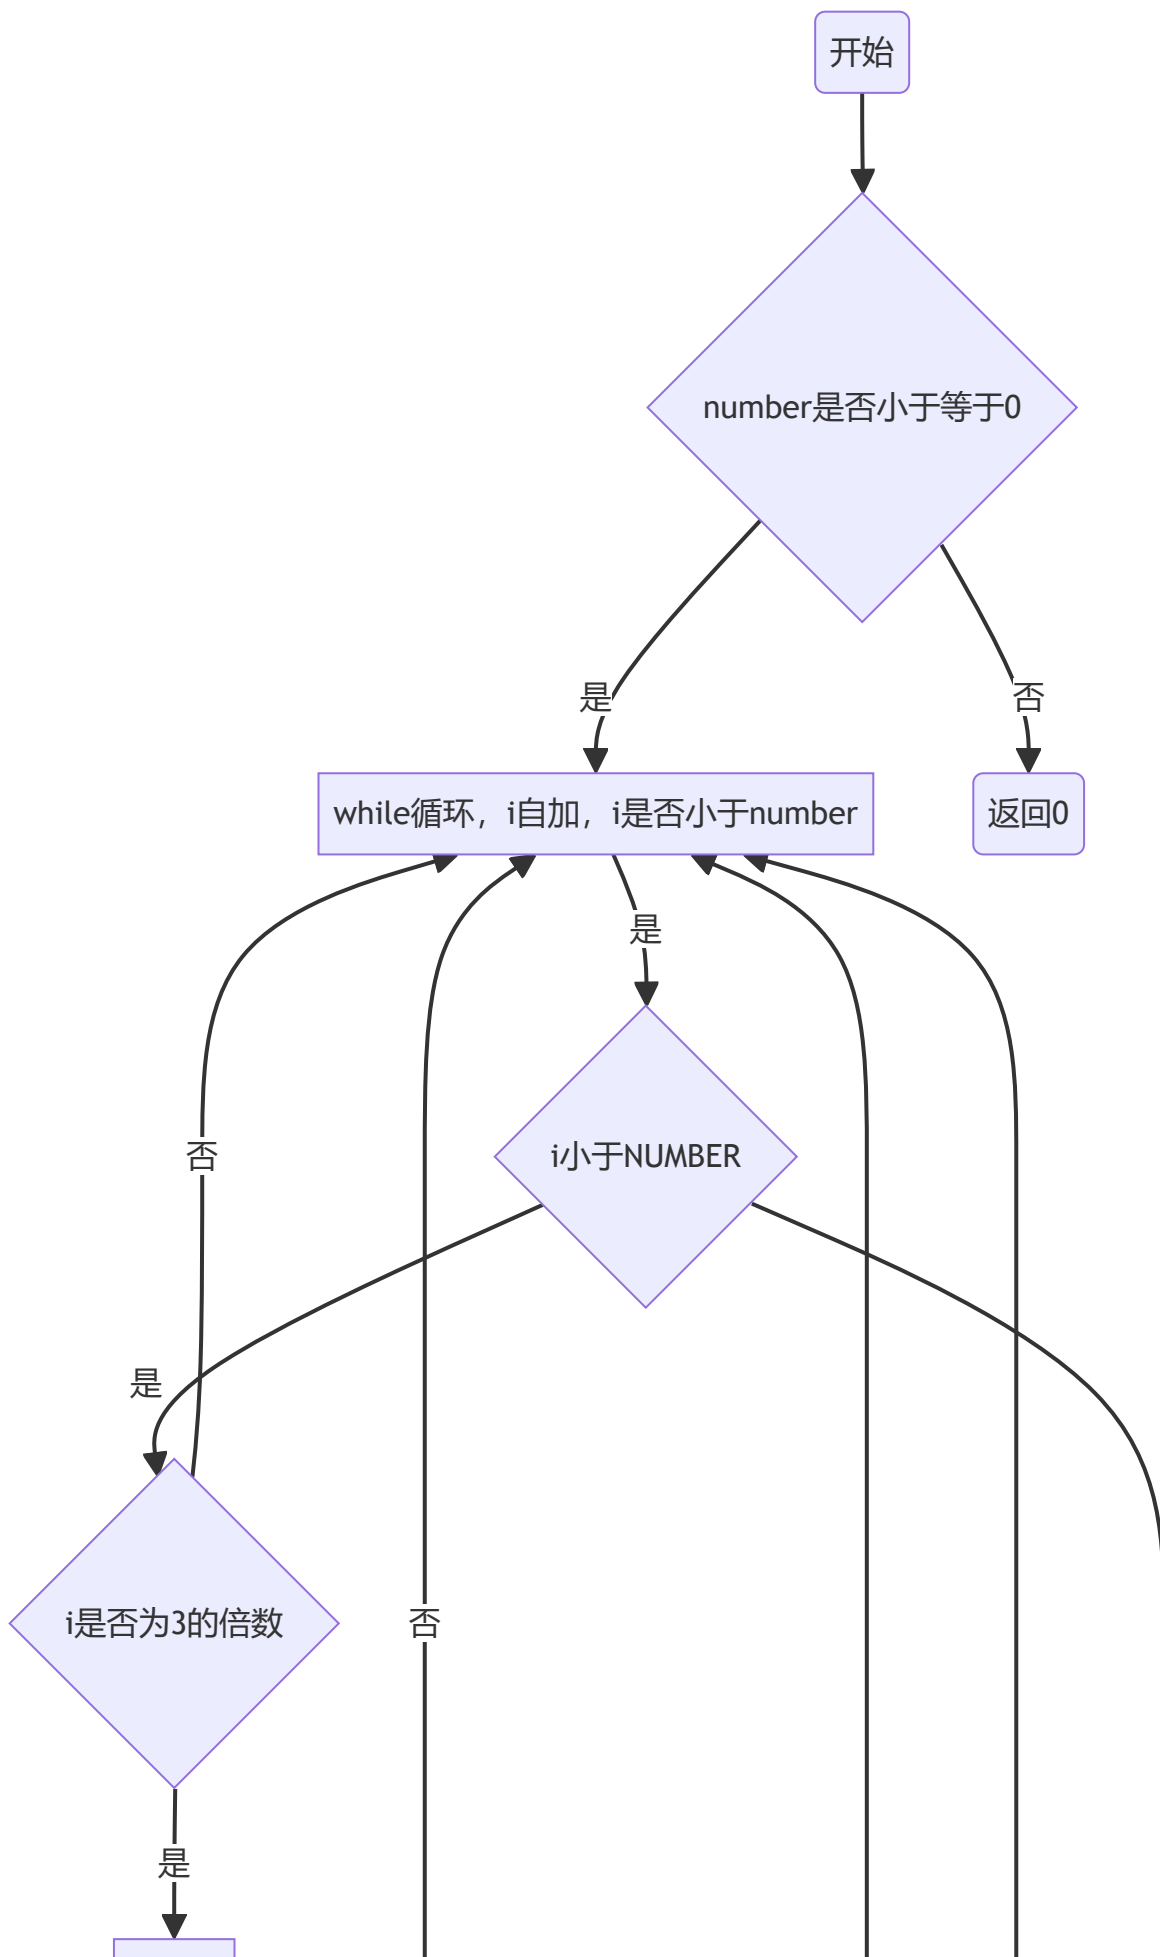 开始
number是否小于等于0
是
否
while循环，i自加，i是否小于number
返回0
是
否
i小于NUMBER
是
i是否为3的倍数
否
是